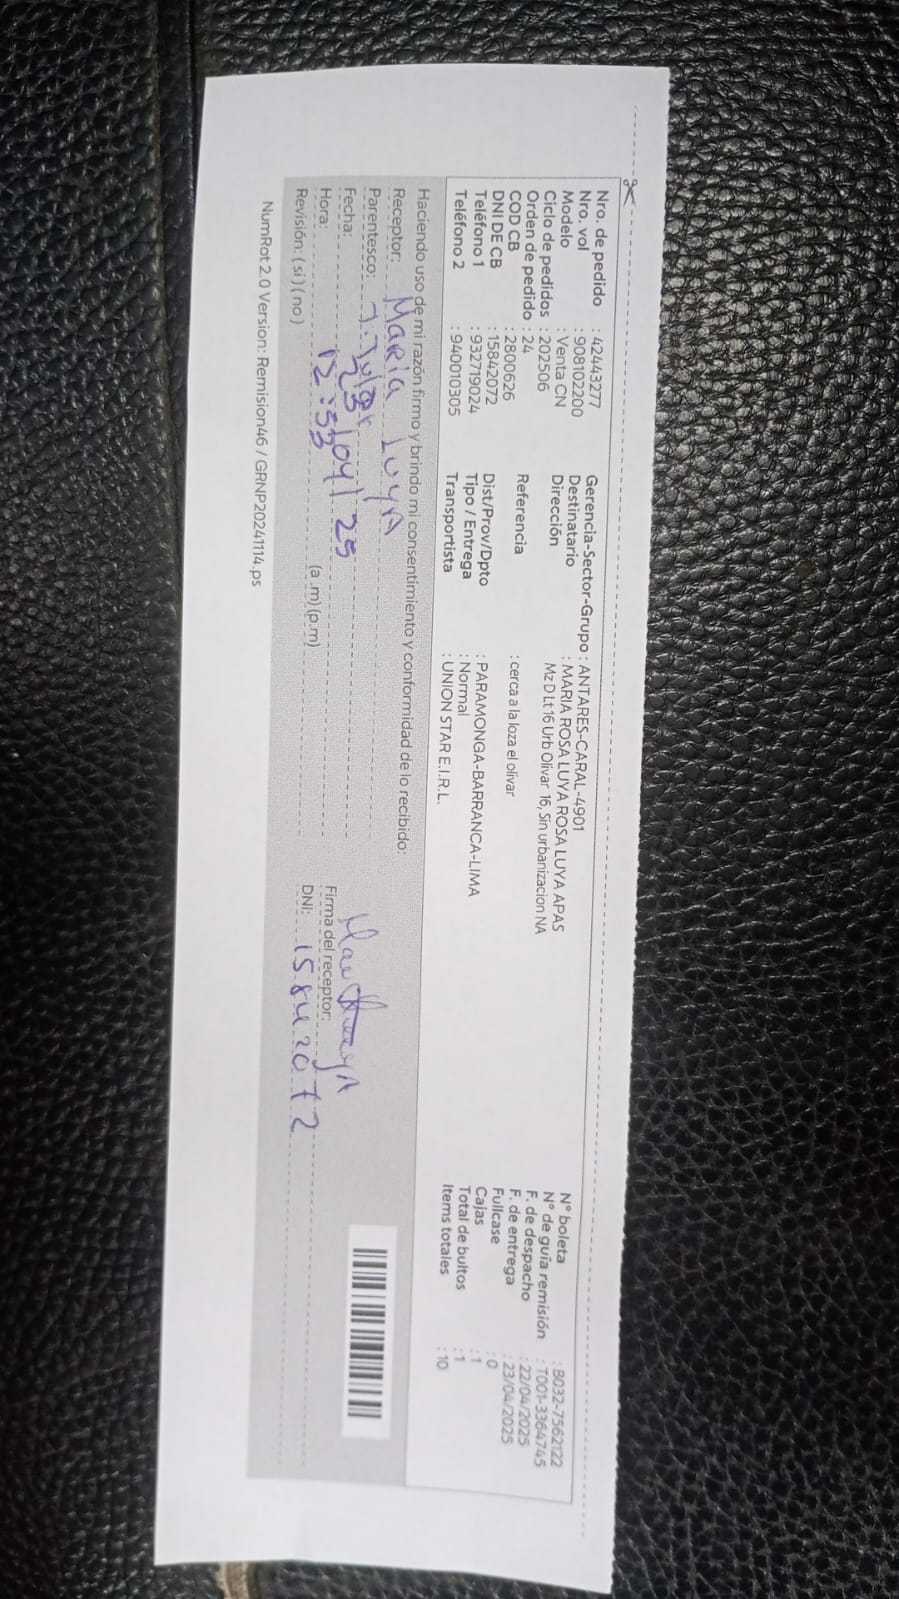 Nro. de pedido : 42443277
Nro. vol : 908102200
Modelo : Venta CN
Ciclo de pedidos : 202506
Orden de pedido : 24
COD CB : 2800626
DNI DE CB : 15842072
Teléfono 1 : 932719024
Teléfono 2 : 940010305
Gerencia-Sector-Grupo : ANTARES-CARAL-4901
Destinatario : MARIA ROSA LUYA ROSA LUYA APAS
Dirección Mz D Lt 16 Urb Olivar 16, Sin urbanizacion NA
Referencia : cerca a la loza el olivar
Dist/Prov/Dpto : PARAMONGA-BARRANCA-LIMA
Tipo / Entrega : Normal
Transportista : UNION STAR E.I.R.L.
N° boleta : B032-7562122
N° de guía remisión : T001-3364745
F. de despacho : 22/04/2025
F. de entrega : 23/04/2025
Fullcase : 0
Cajas : 1
Total de bultos : 1
Items totales : 10
Haciendo uso de mi razón firmo y brindo mi consentimiento y conformidad de lo recibido:
Receptor: MARIA LUYA
Parentesco:
Fecha: 23/04/25
Hora: 12:53 (a.m) (p.m)
Revisión: ( si ) ( no )
Firma del receptor:
DNI: 15842072
NumRot 2.0 Version: Remision46 / GRNP20241114.ps